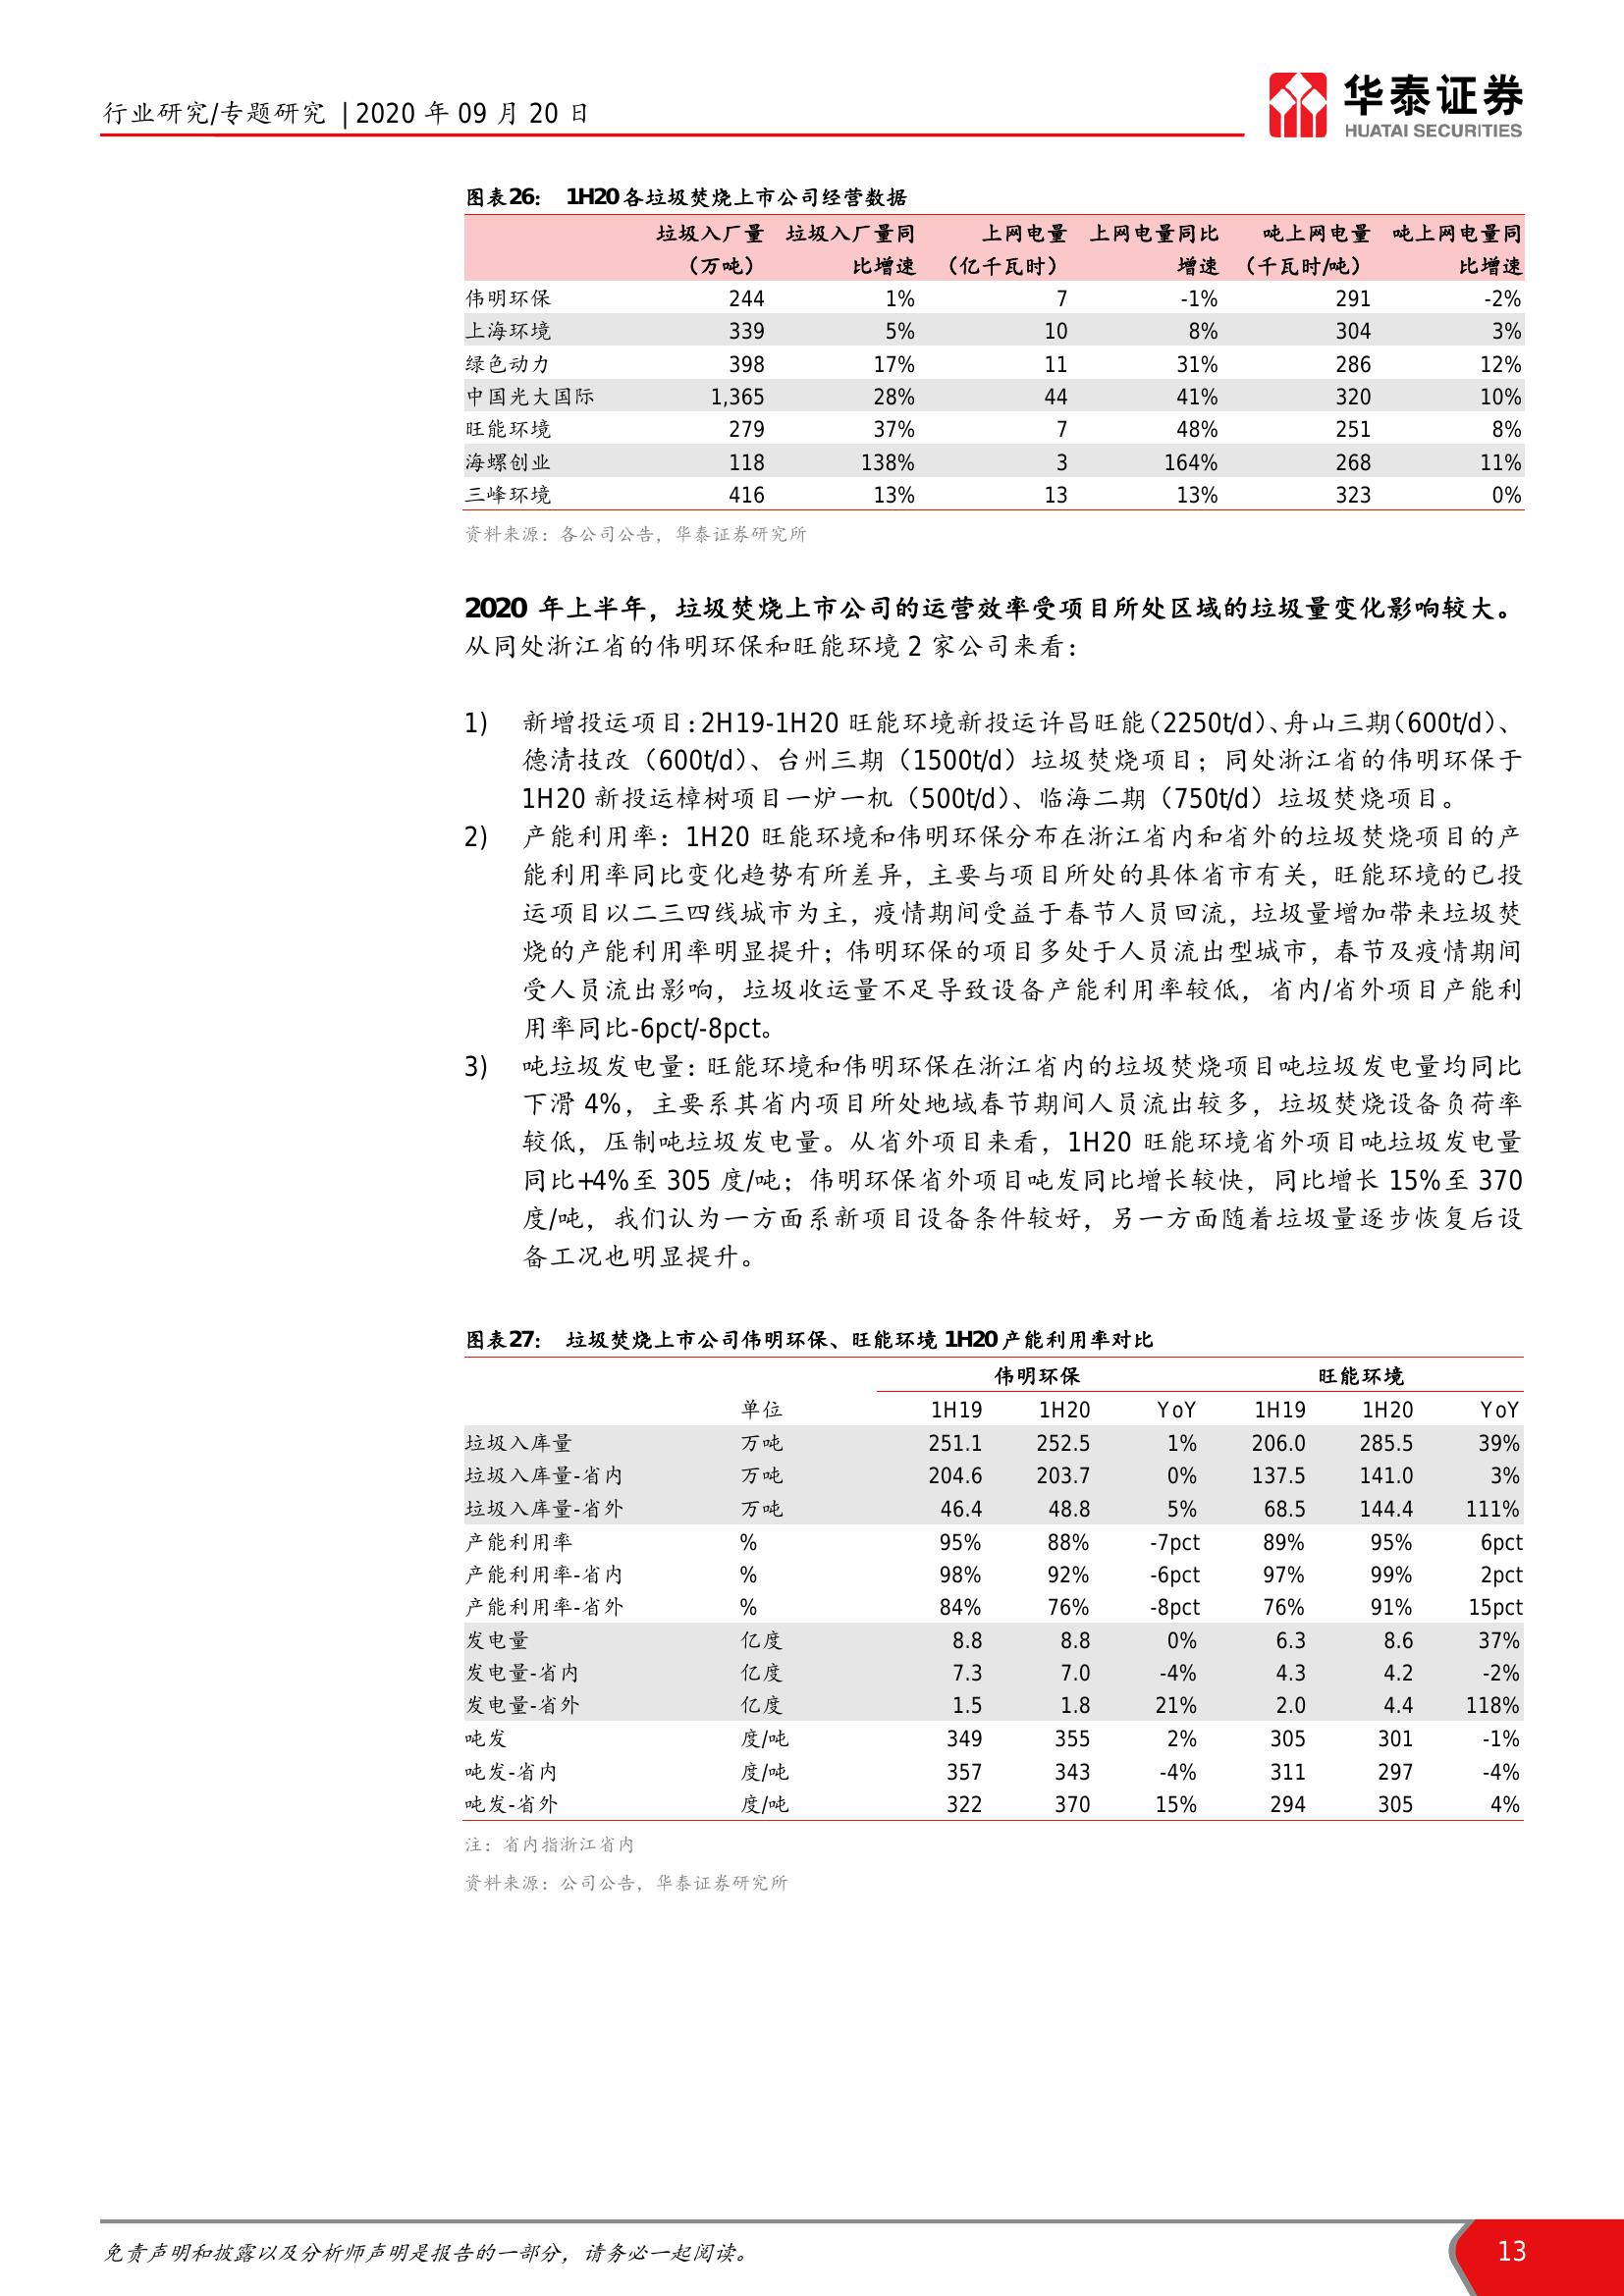 行业研究/专题研究 | 2020 年 09 月 20 日
华泰证券
HUATAI SECURITIES
图表26: 1H20 各垃圾焚烧上市公司经营数据
垃圾入厂量 垃圾入厂量同 上网电量 上网电量同比 吨上网电量 吨上网电量同
（万吨） 比增速 （亿千瓦时） 增速 （千瓦时/吨） 比增速
伟明环保 244 1% 7 -1% 291 -2%
上海环境 339 5% 10 8% 304 3%
绿色动力 398 17% 11 31% 286 12%
中国光大国际 1,365 28% 44 41% 320 10%
旺能环境 279 37% 7 48% 251 8%
海螺创业 118 138% 3 164% 268 11%
三峰环境 416 13% 13 13% 323 0%
资料来源：各公司公告，华泰证券研究所
2020 年上半年，垃圾焚烧上市公司的运营效率受项目所处区域的垃圾量变化影响较大。
从同处浙江省的伟明环保和旺能环境 2 家公司来看：
1) 新增投运项目：2H19-1H20 旺能环境新投运许昌旺能（2250t/d）、舟山三期（600t/d）、
德清技改（600t/d）、台州三期（1500t/d）垃圾焚烧项目；同处浙江省的伟明环保于
1H20 新投运樟树项目一炉一机（500t/d）、临海二期（750t/d）垃圾焚烧项目。
2) 产能利用率：1H20 旺能环境和伟明环保分布在浙江省内和省外的垃圾焚烧项目的产
能利用率同比变化趋势有所差异，主要与项目所处的具体省市有关，旺能环境的已投
运项目以二三四线城市为主，疫情期间受益于春节人员回流，垃圾量增加带来垃圾焚
烧的产能利用率明显提升；伟明环保的项目多处于人员流出型城市，春节及疫情期间
受人员流出影响，垃圾收运量不足导致设备产能利用率较低，省内/省外项目产能利
用率同比-6pct/-8pct。
3) 吨垃圾发电量：旺能环境和伟明环保在浙江省内的垃圾焚烧项目吨垃圾发电量均同比
下滑 4%，主要系其省内项目所处地域春节期间人员流出较多，垃圾焚烧设备负荷率
较低，压制吨垃圾发电量。从省外项目来看，1H20 旺能环境省外项目吨垃圾发电量
同比+4%至 305 度/吨；伟明环保省外项目吨发同比增长较快，同比增长 15%至 370
度/吨，我们认为一方面系新项目设备条件较好，另一方面随着垃圾量逐步恢复后设
备工况也明显提升。
图表27: 垃圾焚烧上市公司伟明环保、旺能环境 1H20 产能利用率对比
伟明环保 旺能环境
单位 1H19 1H20 YoY 1H19 1H20 YoY
垃圾入库量 万吨 251.1 252.5 1% 206.0 285.5 39%
垃圾入库量-省内 万吨 204.6 203.7 0% 137.5 141.0 3%
垃圾入库量-省外 万吨 46.4 48.8 5% 68.5 144.4 111%
产能利用率 % 95% 88% -7pct 89% 95% 6pct
产能利用率-省内 % 98% 92% -6pct 97% 99% 2pct
产能利用率-省外 % 84% 76% -8pct 76% 91% 15pct
发电量 亿度 8.8 8.8 0% 6.3 8.6 37%
发电量-省内 亿度 7.3 7.0 -4% 4.3 4.2 -2%
发电量-省外 亿度 1.5 1.8 21% 2.0 4.4 118%
吨发 度/吨 349 355 2% 305 301 -1%
吨发-省内 度/吨 357 343 -4% 311 297 -4%
吨发-省外 度/吨 322 370 15% 294 305 4%
注：省内指浙江省内
资料来源：公司公告，华泰证券研究所
免责声明和披露以及分析师声明是报告的一部分，请务必一起阅读。
13